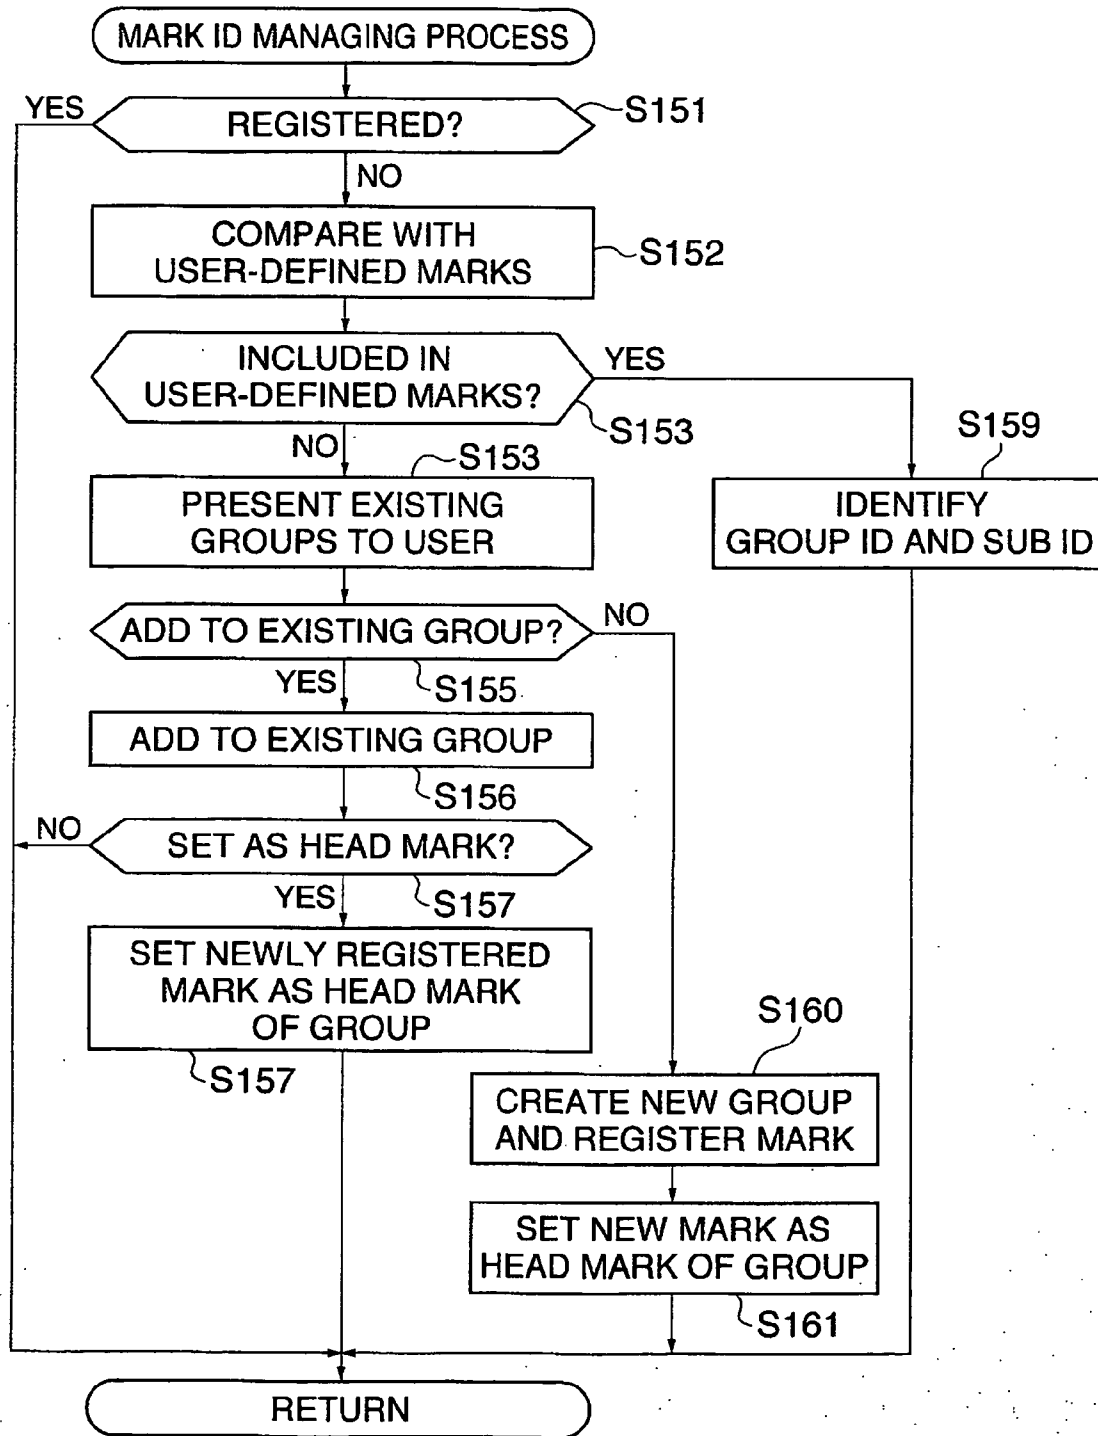 MARK ID MANAGING PROCESS
YES
REGISTERED?
S151
NO
COMPARE WITH
USER-DEFINED MARKS
S152
INCLUDED IN
USER-DEFINED MARKS?
YES
S153
NO
S153
PRESENT EXISTING
GROUPS TO USER
S159
IDENTIFY
GROUP ID AND SUB ID
ADD TO EXISTING GROUP?
NO
YES
S155
ADD TO EXISTING GROUP
S156
NO
SET AS HEAD MARK?
YES
S157
SET NEWLY REGISTERED
MARK AS HEAD MARK
OF GROUP
S157
S160
CREATE NEW GROUP
AND REGISTER MARK
SET NEW MARK AS
HEAD MARK OF GROUP
S161
RETURN